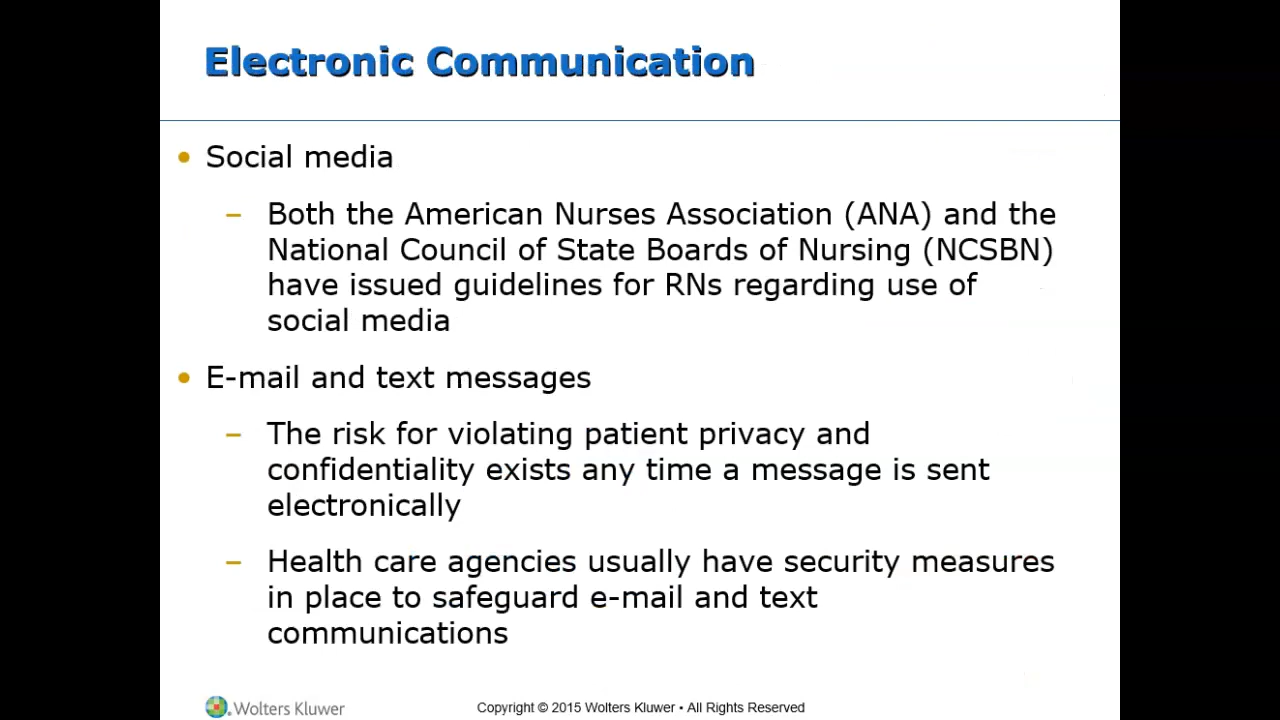 Electronic Communication
• Social media
– Both the American Nurses Association (ANA) and the
National Council of State Boards of Nursing (NCSBN)
have issued guidelines for RNs regarding use of
social media
• E-mail and text messages
– The risk for violating patient privacy and
confidentiality exists any time a message is sent
electronically
– Health care agencies usually have security measures
in place to safeguard e-mail and text
communications
Wolters Kluwer
Copyright © 2015 Wolters Kluwer • All Rights Reserved